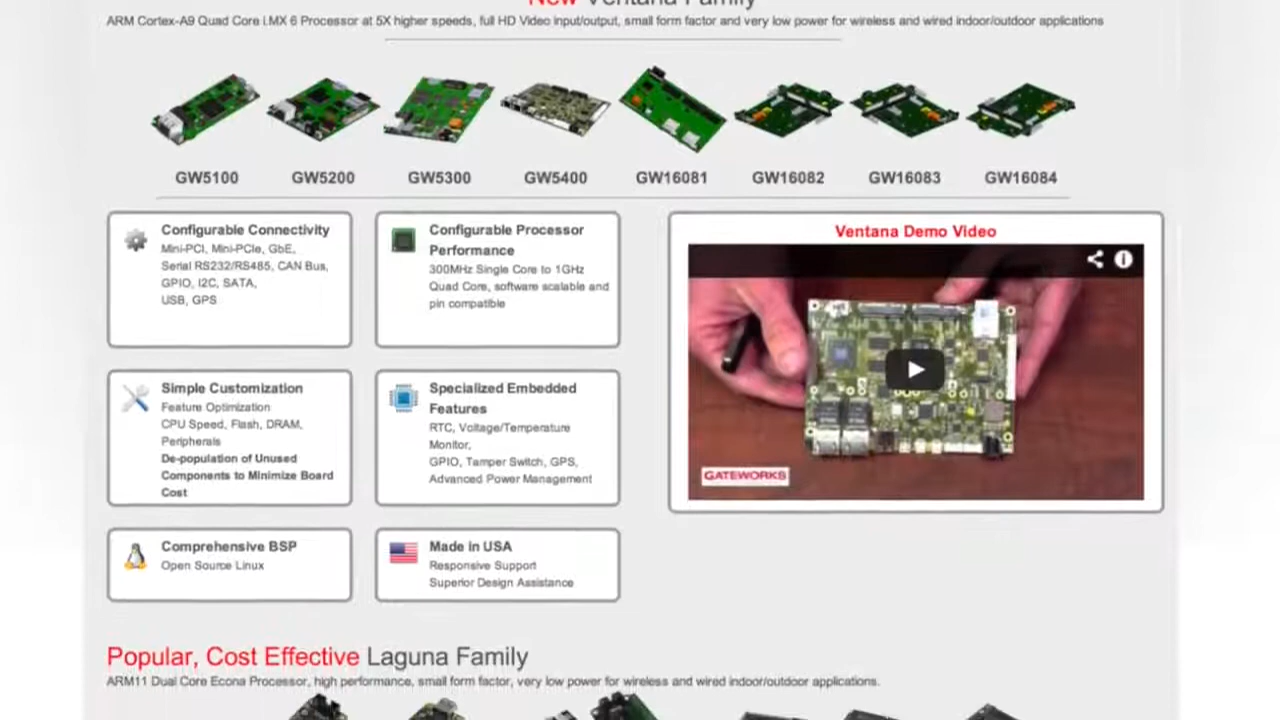 New Ventana Family
ARM Cortex-A9 Quad Core i.MX 6 Processor at 5X higher speeds, full HD Video input/output, small form factor and very low power for wireless and wired indoor/outdoor applications
GW5100 GW5200 GW5300 GW5400 GW16081 GW16082 GW16083 GW16084
Configurable Connectivity
Mini-PCI, Mini-PCIe, GbE,
Serial RS232/RS485, CAN Bus,
GPIO, I2C, SATA,
USB, GPS
Configurable Processor
Performance
300MHz Single Core to 1GHz
Quad Core, software scalable and
pin compatible
Ventana Demo Video
GATEWORKS
Simple Customization
Feature Optimization
CPU Speed, Flash, DRAM,
Peripherals
De-population of Unused
Components to Minimize Board
Cost
Specialized Embedded
Features
RTC, Voltage/Temperature
Monitor,
GPIO, Tamper Switch, GPS,
Advanced Power Management
Comprehensive BSP
Open Source Linux
Made in USA
Responsive Support
Superior Design Assistance
Popular, Cost Effective Laguna Family
ARM11 Dual Core Econa Processor, high performance, small form factor, very low power for wireless and wired indoor/outdoor applications.